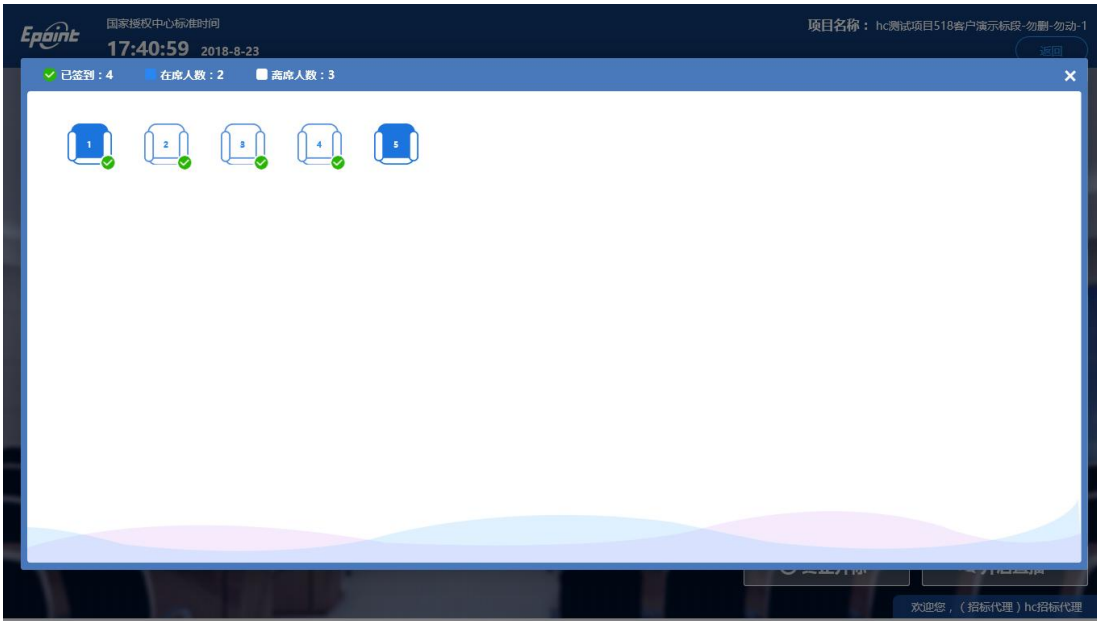 Epoint
国家授权中心标准时间
17:40:59 2018-8-23
项目名称：hc测试项目518客户演示标段-勿删-勿动-1
返回
已签到：4 在席人数：2 离席人数：3
1 2 3 4 5
欢迎您，（招标代理）hc招标代理